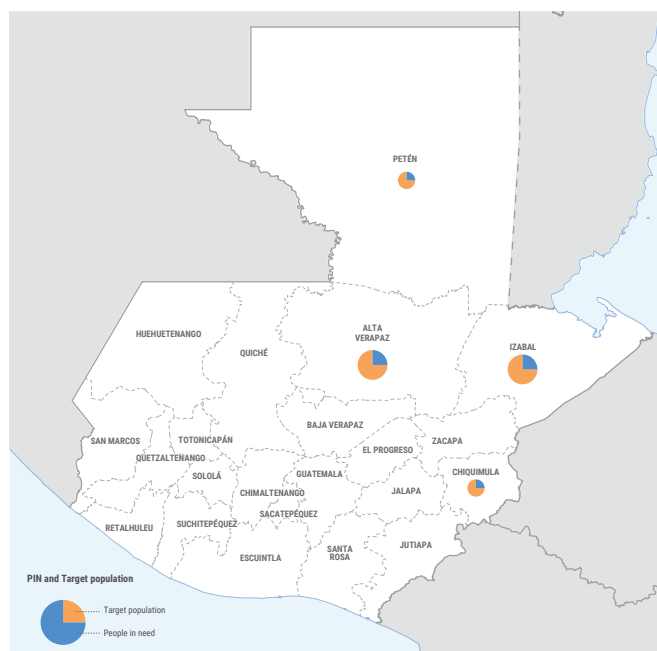 PETÉN
ALTA
VERAPAZ
HUEHUETENANGO
IZABAL
QUICHÉ
BAJA VERAPAZ
SAN MARCOS
TOTONICAPÁN
ZACAPA
EL PROGRESO
QUETZALTENANGO
SOLOLÁ
GUATEMALA
CHIQUIMULA
CHIMALTENANGO
JALAPA
SACATEPÉQUEZ
RETALHULEU
SUCHITEPÉQUEZ
JUTIAPA
SANTA
ROSA
ESCUINTLA
PIN and Target population
Target population
People in need